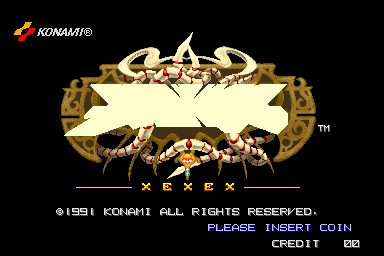 KONAMI®
TM
XEXEX
©1991 KONAMI ALL RIGHTS RESERVED.
PLEASE INSERT COIN
CREDIT 00